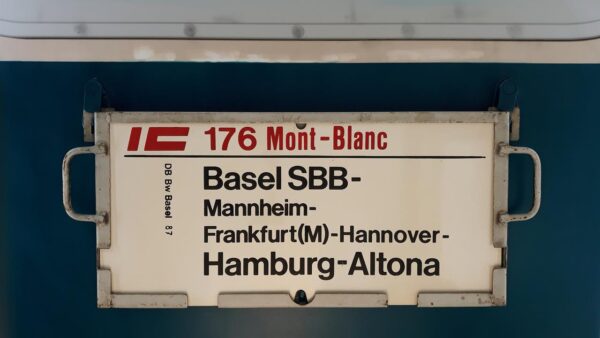 IC 176 Mont-Blanc
Basel SBB-
Mannheim-
Frankfurt(M)-Hannover-
Hamburg-Altona
DB Bw Basel 87